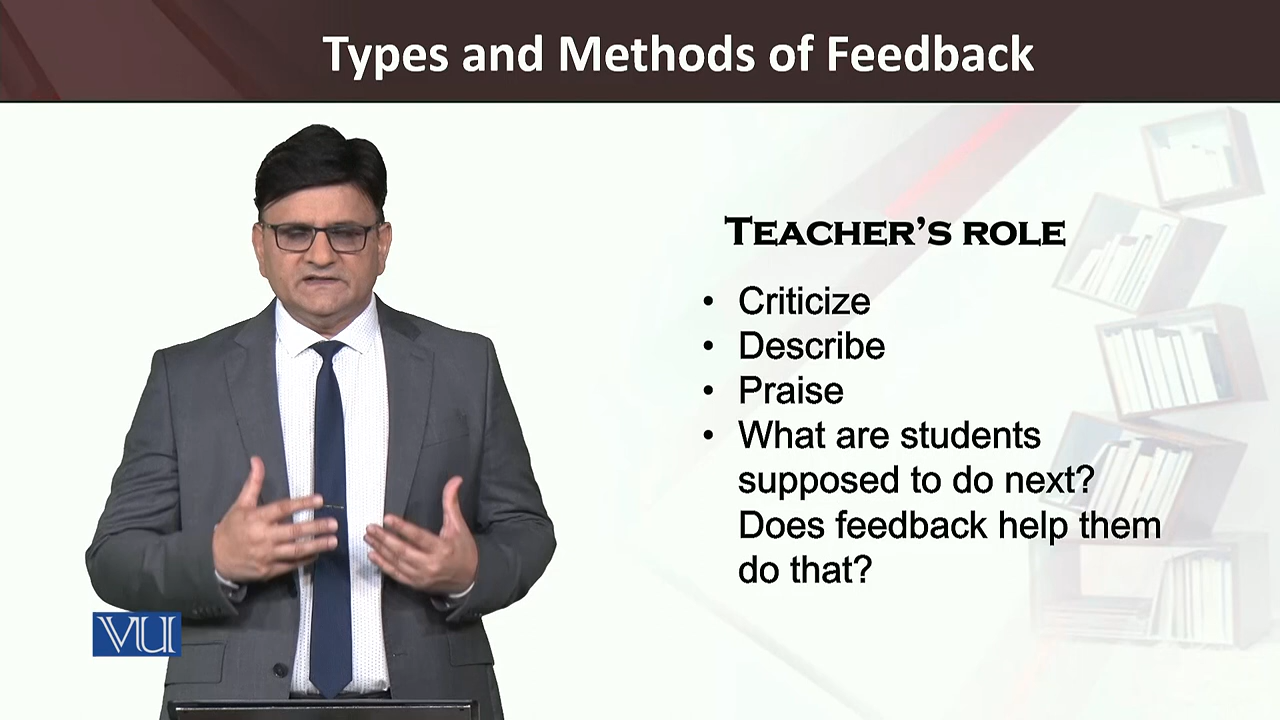 Types and Methods of Feedback
TEACHER'S ROLE
• Criticize
• Describe
• Praise
• What are students
supposed to do next?
Does feedback help them
do that?
VU